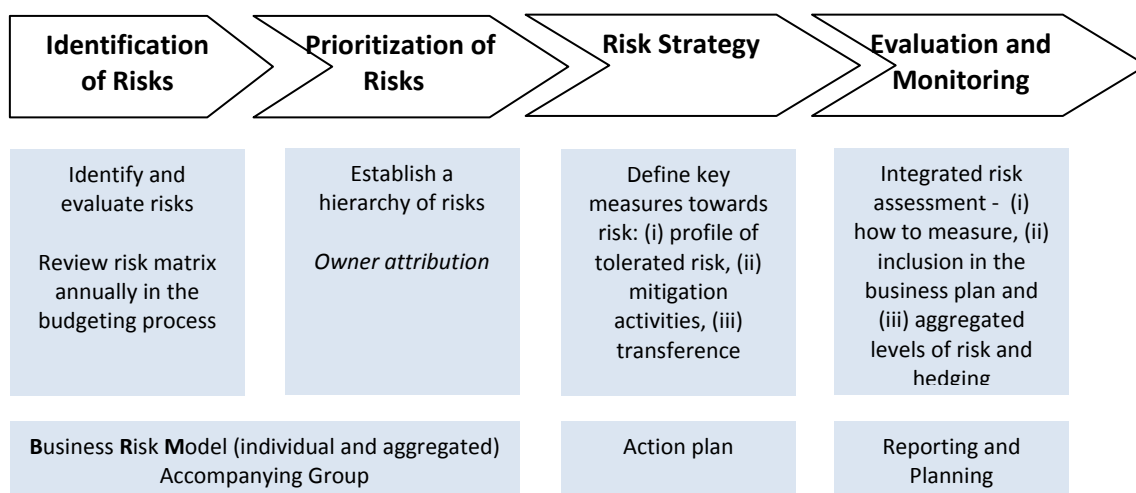 Identification
of Risks
Prioritization of
Risks
Risk Strategy
Evaluation and
Monitoring
Identify and
evaluate risks
Review risk matrix
annually in the
budgeting process
Establish a
hierarchy of risks
Owner attribution
Define key
measures towards
risk: (i) profile of
tolerated risk, (ii)
mitigation
activities, (iii)
transference
Integrated risk
assessment - (i)
how to measure, (ii)
inclusion in the
business plan and
(iii) aggregated
levels of risk and
hedging
Business Risk Model (individual and aggregated)
Accompanying Group
Action plan
Reporting and
Planning